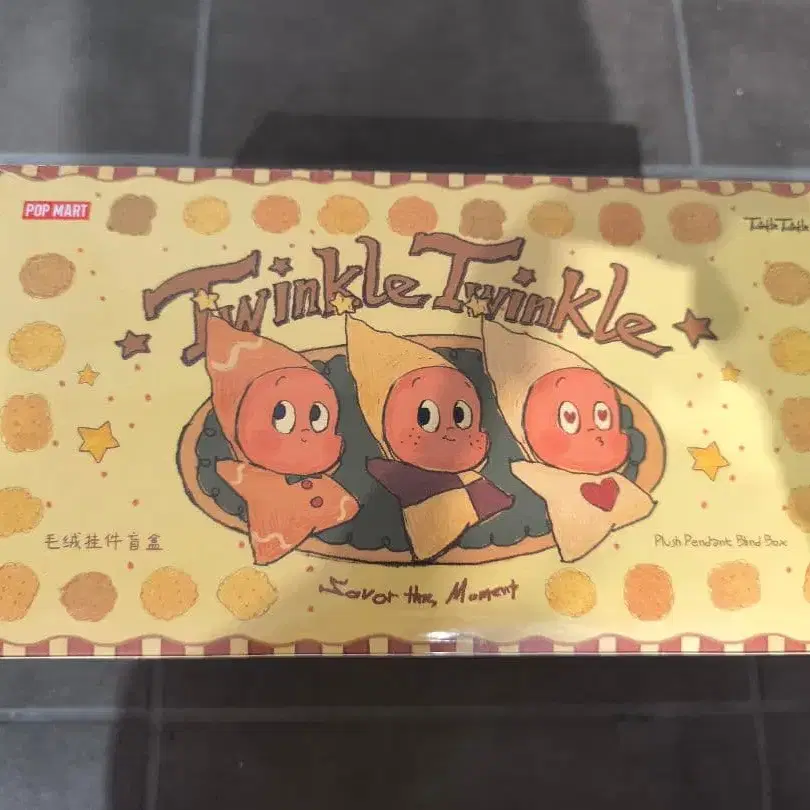 POP MART
Twinkle Twinkle
Twinkle Twinkle
毛绒挂件盲盒
Plush Pendant Blind Box
Savor the Moment